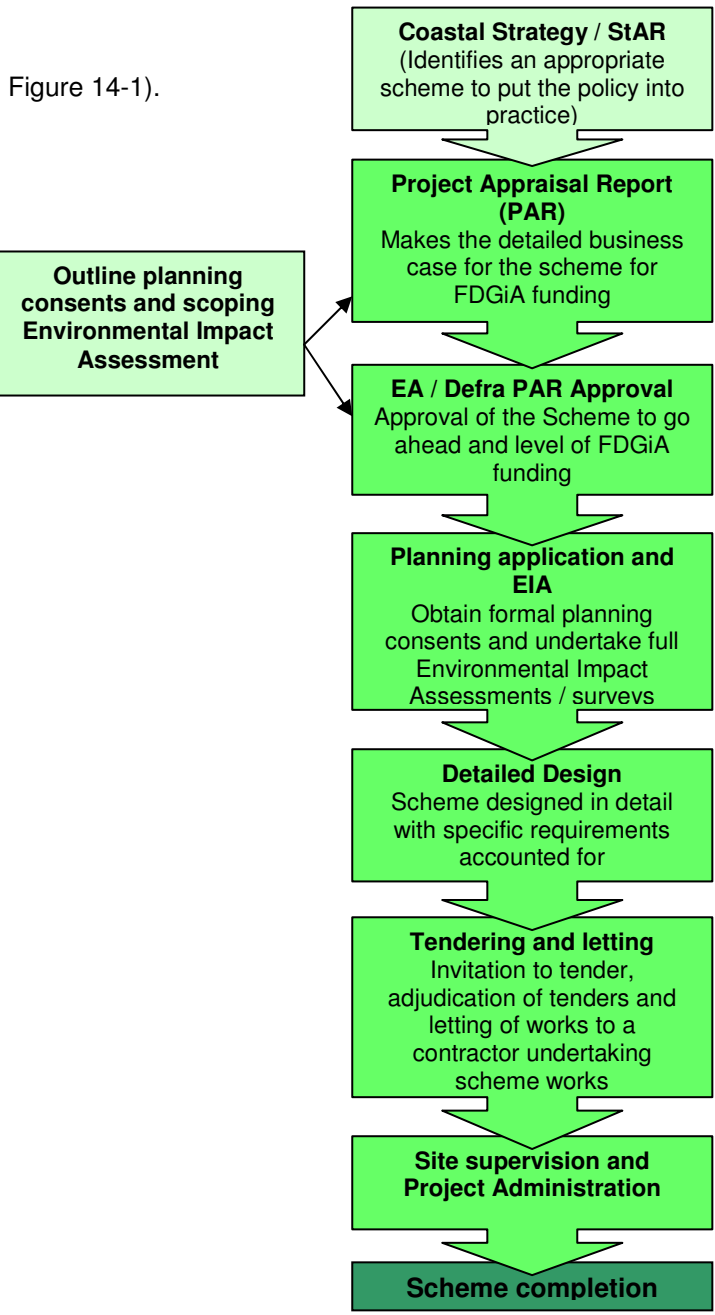 Figure 14-1).
Coastal Strategy / StAR
(Identifies an appropriate
scheme to put the policy into
practice)
Project Appraisal Report
(PAR)
Makes the detailed business
case for the scheme for
FDGiA funding
Outline planning
consents and scoping
Environmental Impact
Assessment
EA / Defra PAR Approval
Approval of the Scheme to go
ahead and level of FDGiA
funding
Planning application and
EIA
Obtain formal planning
consents and undertake full
Environmental Impact
Assessments / surveys
Detailed Design
Scheme designed in detail
with specific requirements
accounted for
Tendering and letting
Invitation to tender,
adjudication of tenders and
letting of works to a
contractor undertaking
scheme works
Site supervision and
Project Administration
Scheme completion